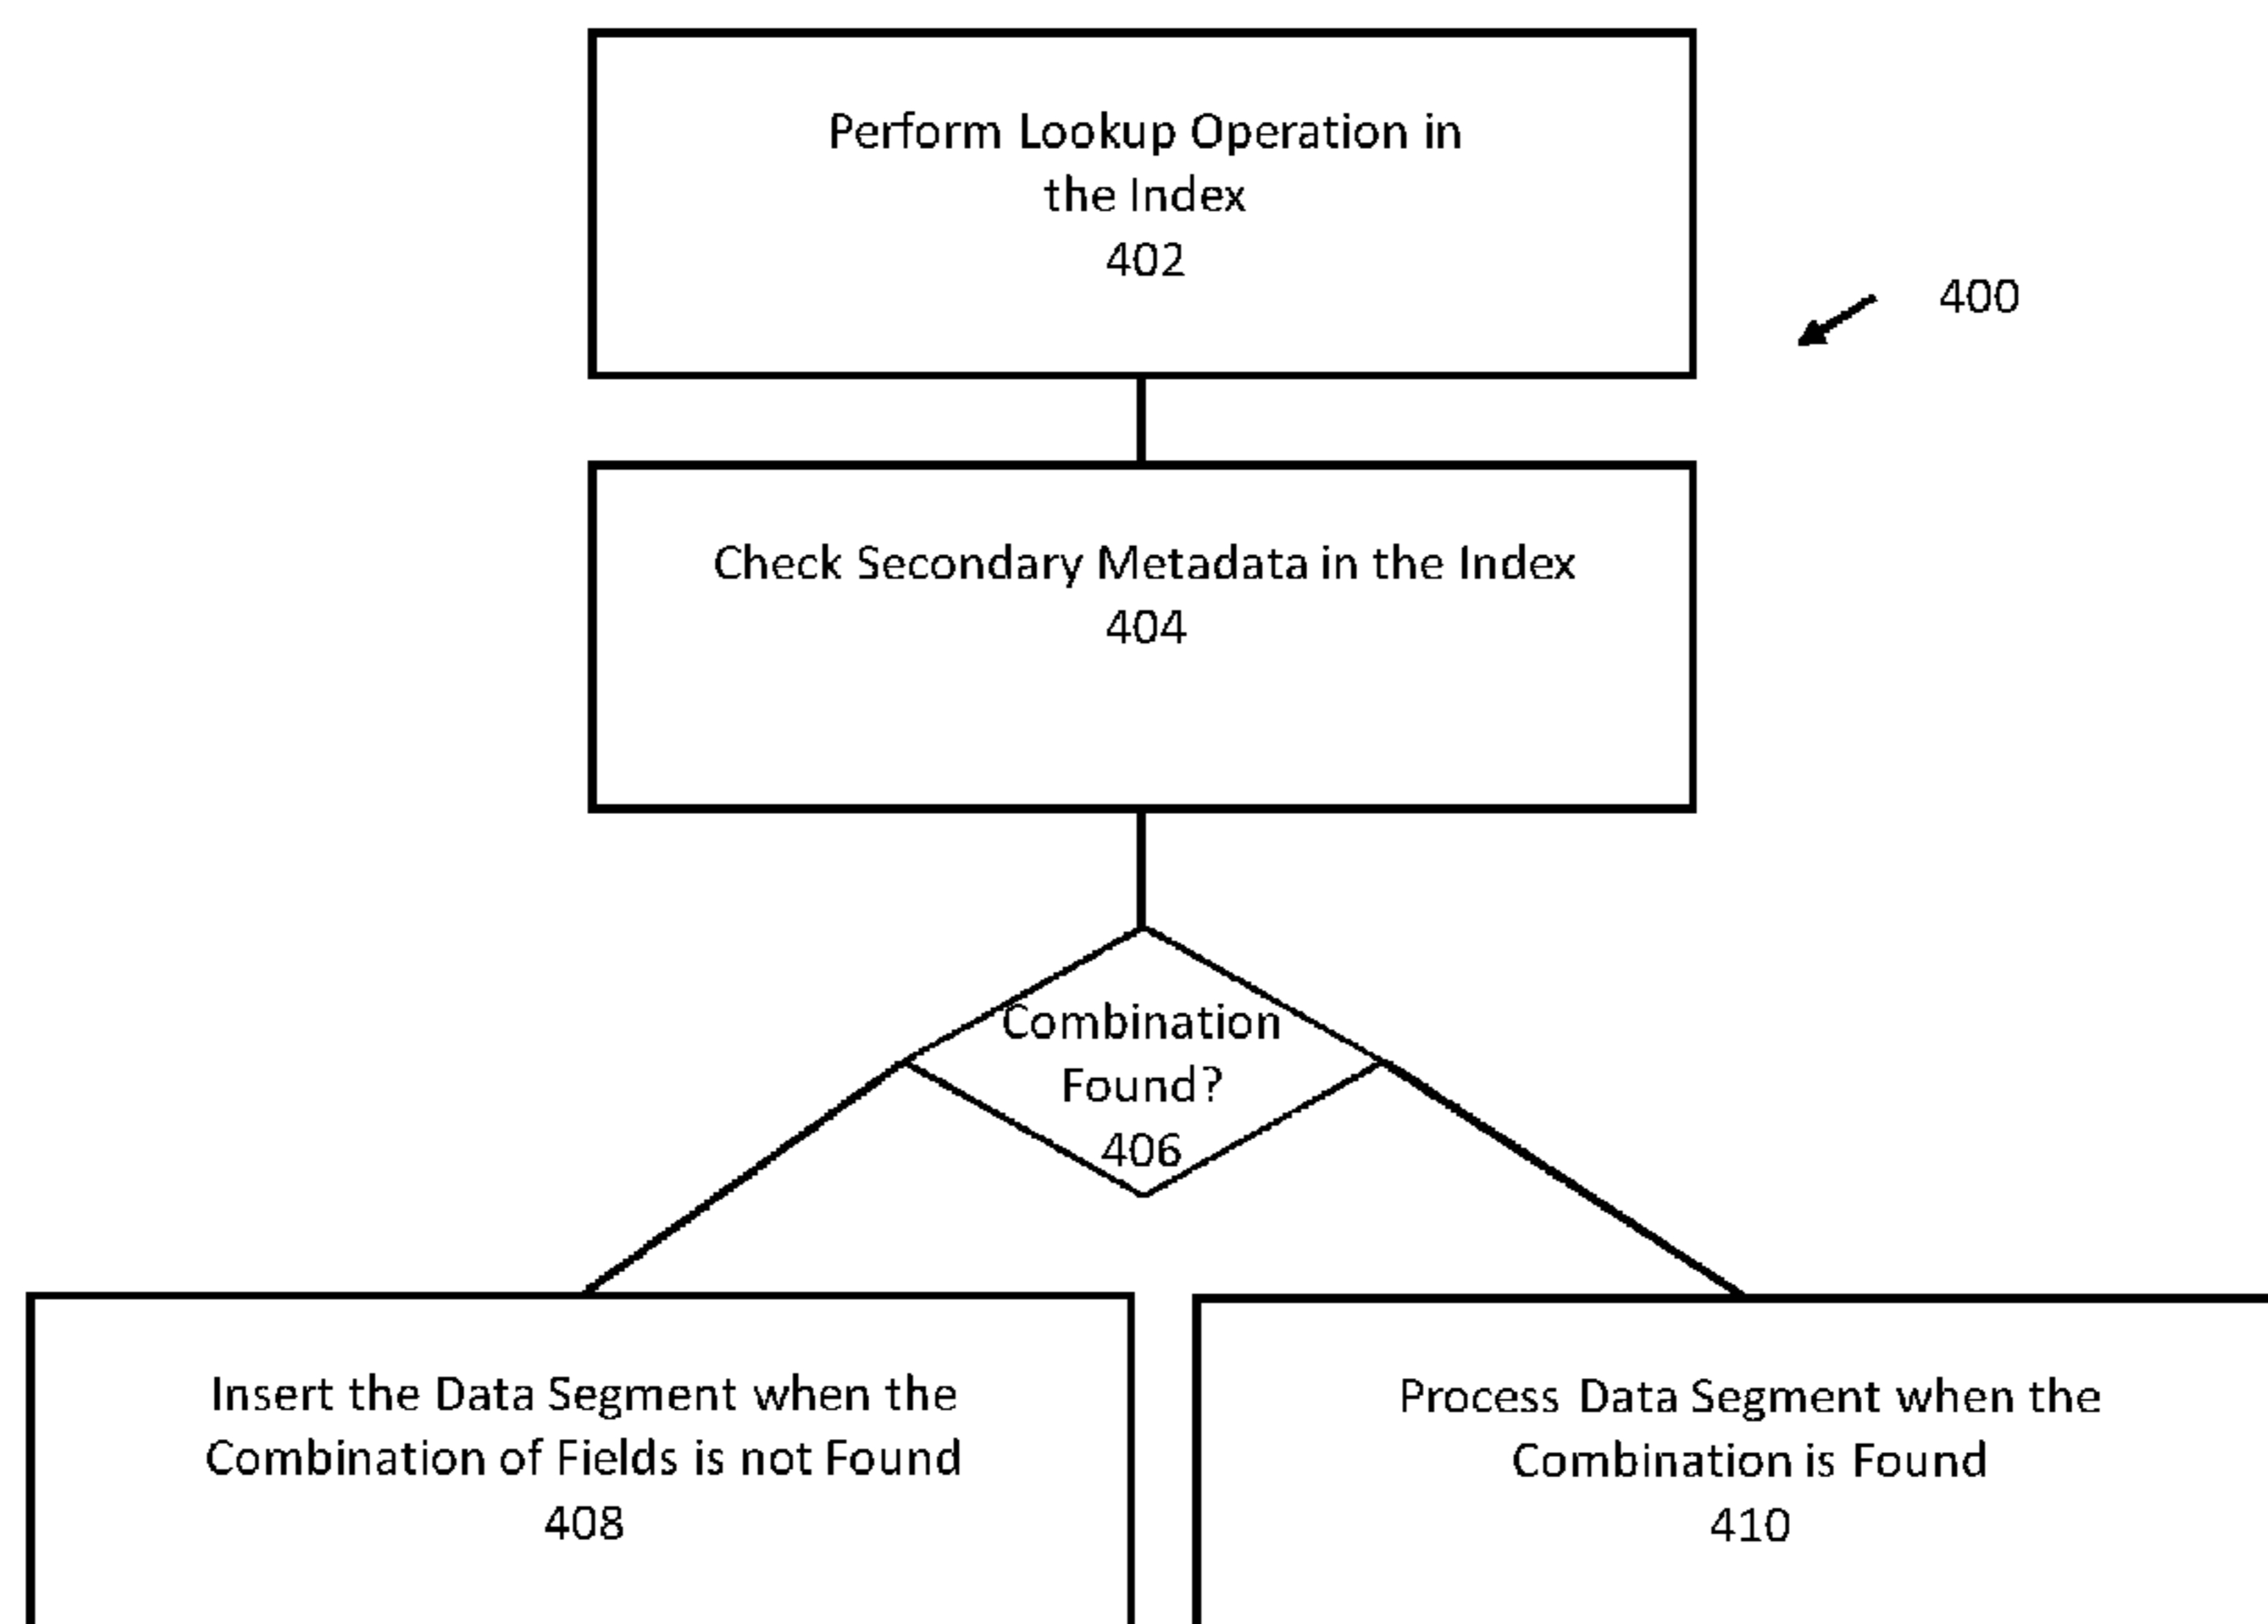 Perform Lookup Operation in
the Index
402
400
Check Secondary Metadata in the Index
404
Combination
Found?
406
Insert the Data Segment when the
Combination of Fields is not Found
408
Process Data Segment when the
Combination is Found
410